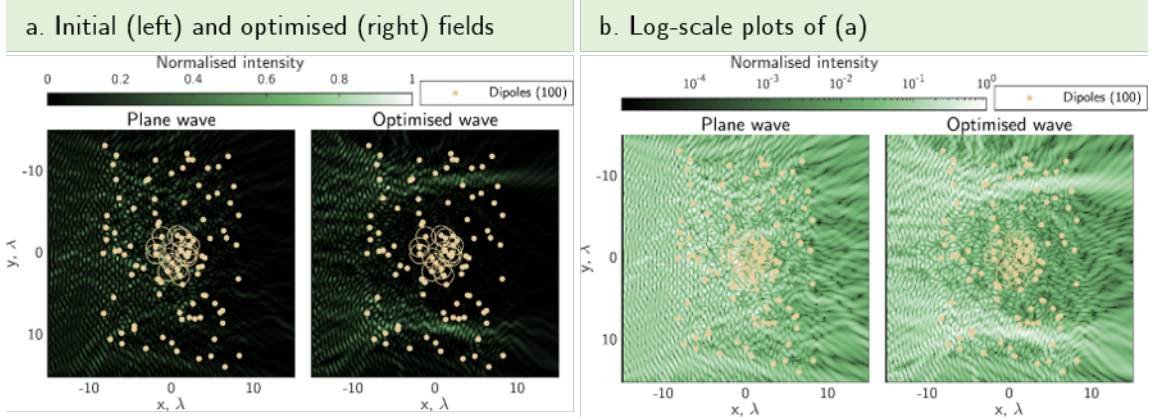 a. Initial (left) and optimised (right) fields
Normalised intensity
0 0.2 0.4 0.6 0.8 1
Dipoles (100)
Plane wave
Optimised wave
-10
0
10
y, λ
-10 0 10
x, λ
-10 0 10
x, λ
b. Log-scale plots of (a)
Normalised intensity
10⁻⁴ 10⁻³ 10⁻² 10⁻¹ 10⁰
Dipoles (100)
Plane wave
Optimised wave
-10
0
10
y, λ
-10 0 10
x, λ
-10 0 10
x, λ